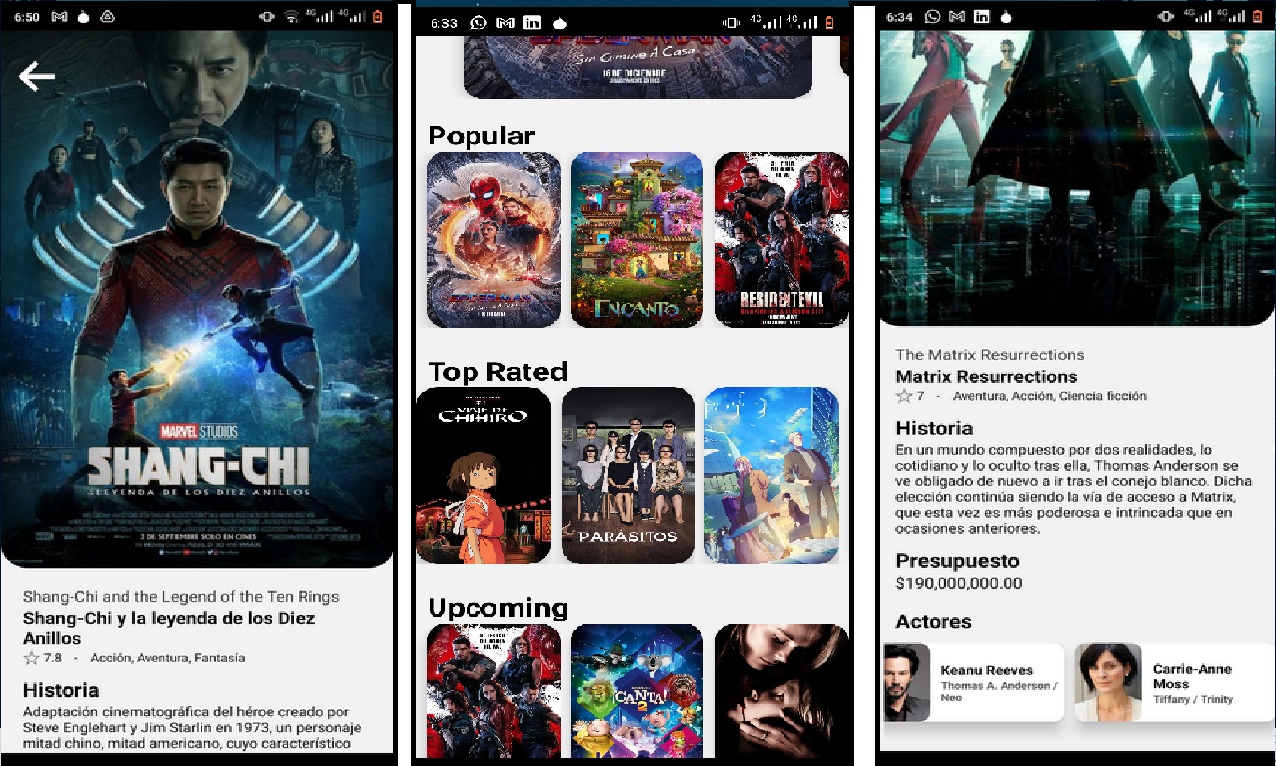 6:50
4G
4G
MARVEL STUDIOS
SHANG-CHI
LEYENDA DE LOS DIEZ ANILLOS
3 DE SEPTIEMBRE SOLO EN CINES
Shang-Chi and the Legend of the Ten Rings
Shang-Chi y la leyenda de los Diez
Anillos
7.8 - Acción, Aventura, Fantasía
Historia
Adaptación cinematográfica del héroe creado por
Steve Englehart y Jim Starlin en 1973, un personaje
mitad chino, mitad americano, cuyo característico
6:33
in
4G
4G
Sin Camino A Casa
16 DE DICIEMBRE
Popular
ENCANTO
RESIDENT EVIL
Top Rated
EL VIAJE DE
CHIHIRO
PARÁSITOS
Upcoming
¡CANTA!
2
6:34
in
4G
4G
The Matrix Resurrections
Matrix Resurrections
7 - Aventura, Acción, Ciencia ficción
Historia
En un mundo compuesto por dos realidades, lo
cotidiano y lo oculto tras ella, Thomas Anderson se
ve obligado de nuevo a ir tras el conejo blanco. Dicha
elección continúa siendo la vía de acceso a Matrix,
que esta vez es más poderosa e intrincada que en
ocasiones anteriores.
Presupuesto
$190,000,000.00
Actores
Keanu Reeves
Thomas A. Anderson /
Neo
Carrie-Anne
Moss
Tiffany / Trinity